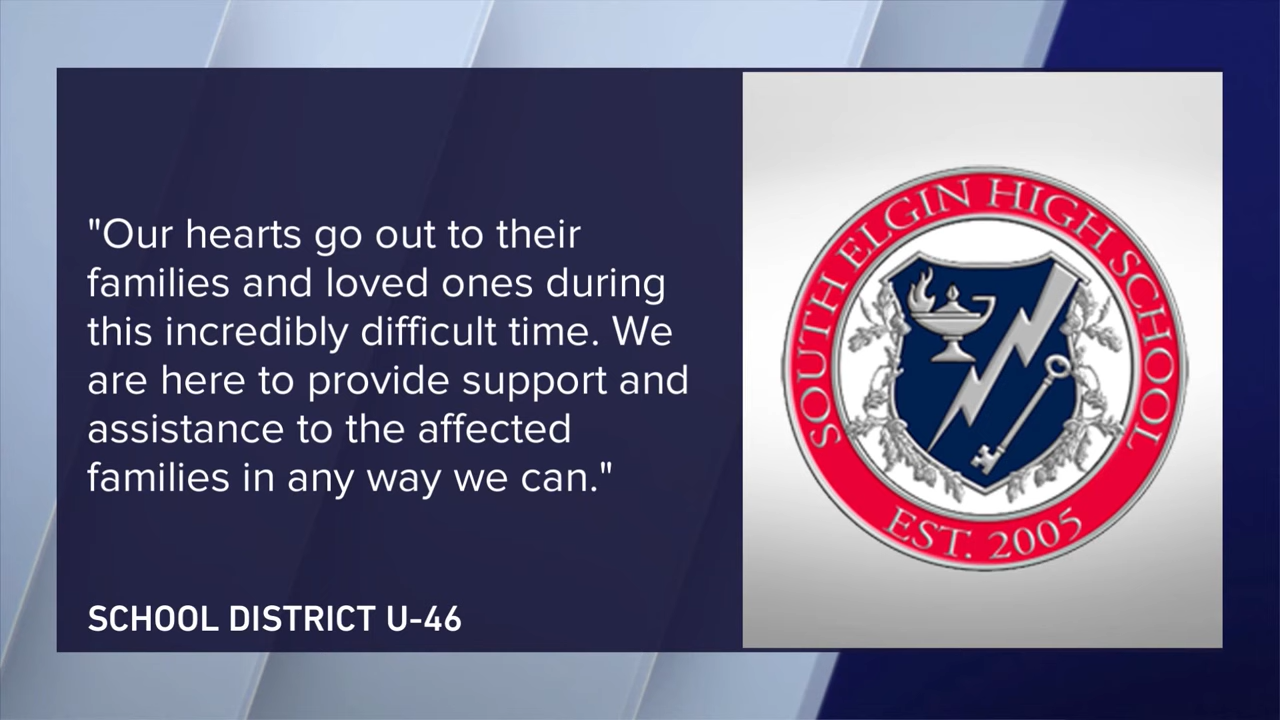 "Our hearts go out to their
families and loved ones during
this incredibly difficult time. We
are here to provide support and
assistance to the affected
families in any way we can."
SCHOOL DISTRICT U-46
SOUTH ELGIN HIGH SCHOOL
EST. 2005